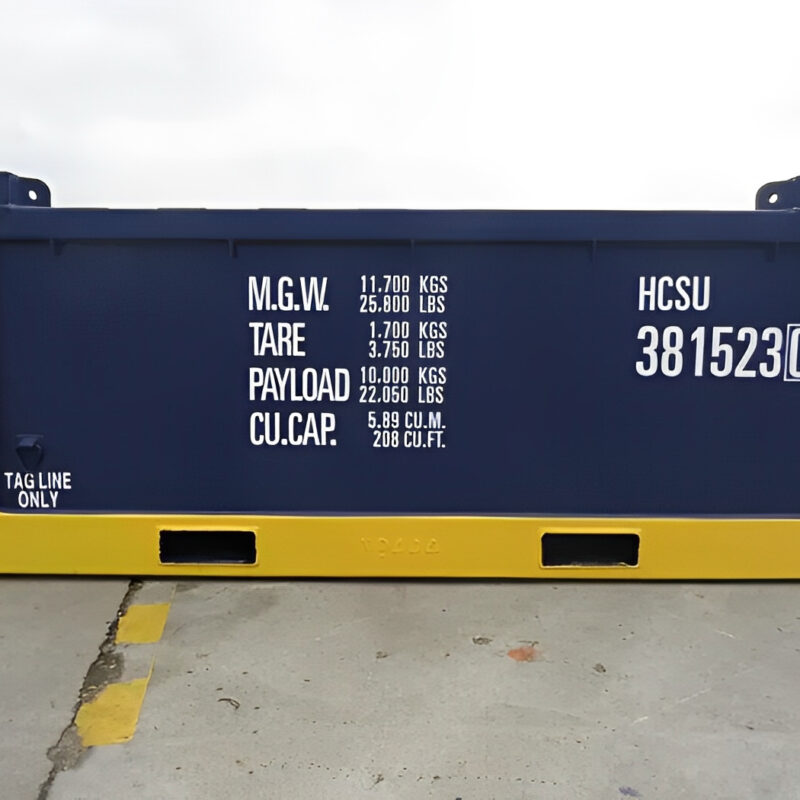 M.G.W. 11.700 KGS
25.800 LBS
TARE 1.700 KGS
3.750 LBS
PAYLOAD 10.000 KGS
22.050 LBS
CU.CAP. 5.89 CU.M.
208 CU.FT.
HCSU
381523
TAG LINE
ONLY